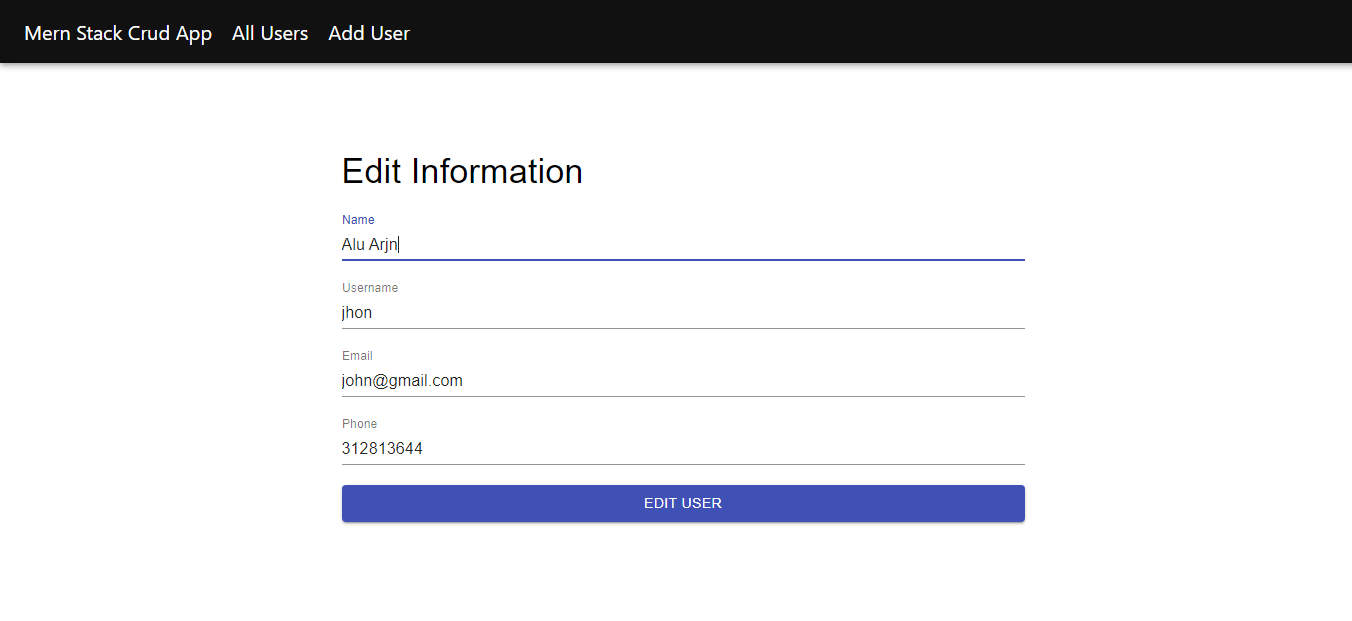 Mern Stack Crud App All Users Add User
Edit Information
Name
Alu Arjn
Username
jhon
Email
john@gmail.com
Phone
312813644
EDIT USER